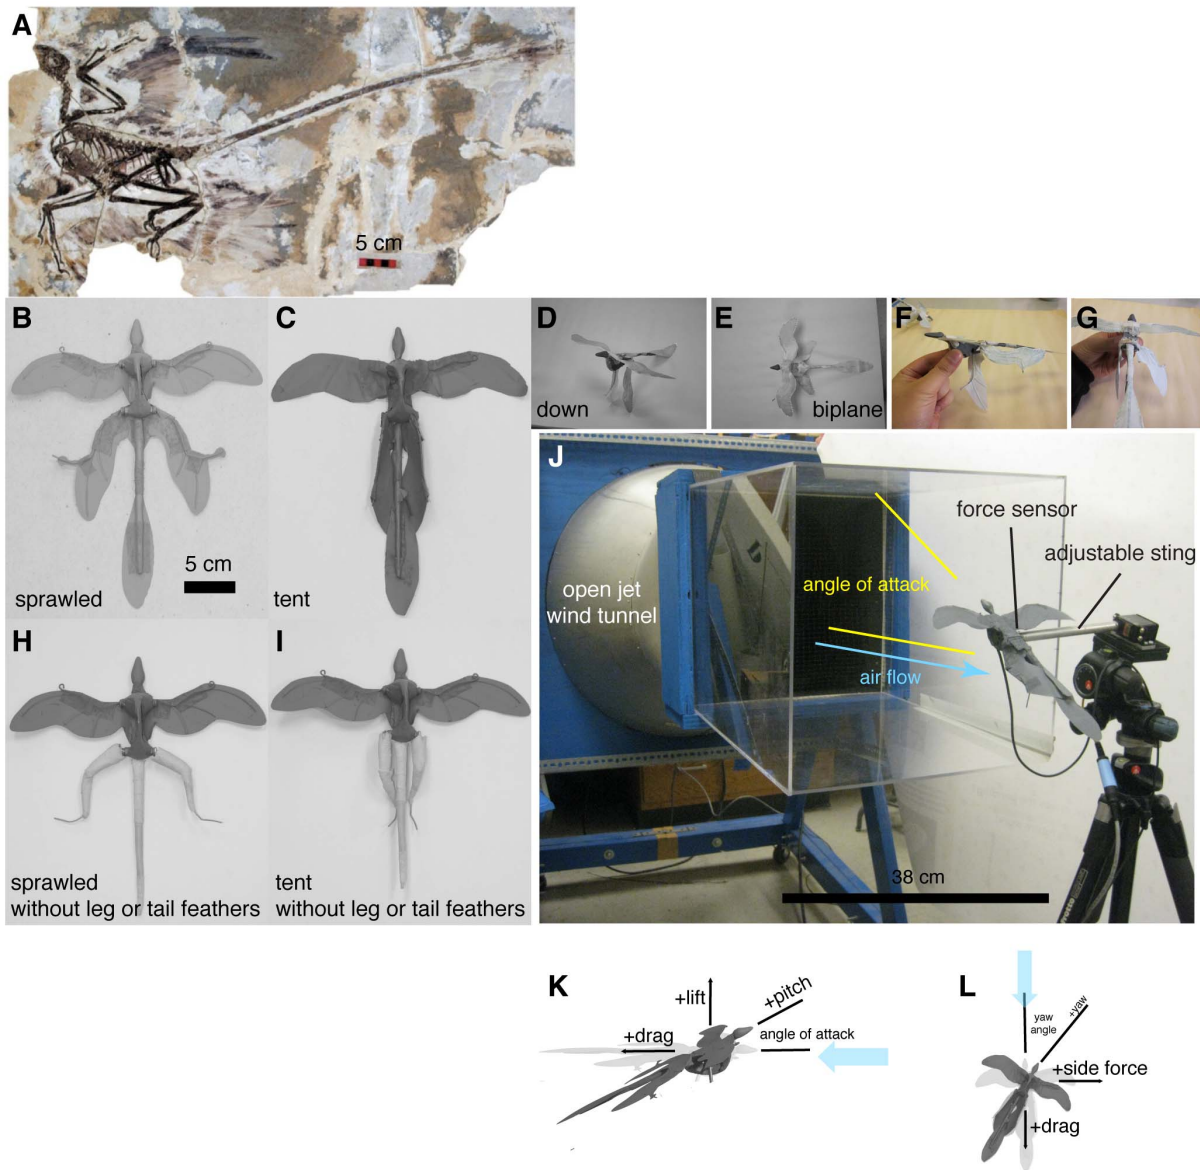 A
5 cm
B
C
D
E
F
G
down
biplane
5 cm
sprawled
tent
J
force sensor
adjustable sting
open jet
wind tunnel
angle of attack
air flow
38 cm
H
I
sprawled
without leg or tail feathers
tent
without leg or tail feathers
K
+lift
+pitch
+drag
angle of attack
L
yaw
angle
+yaw
+side force
+drag